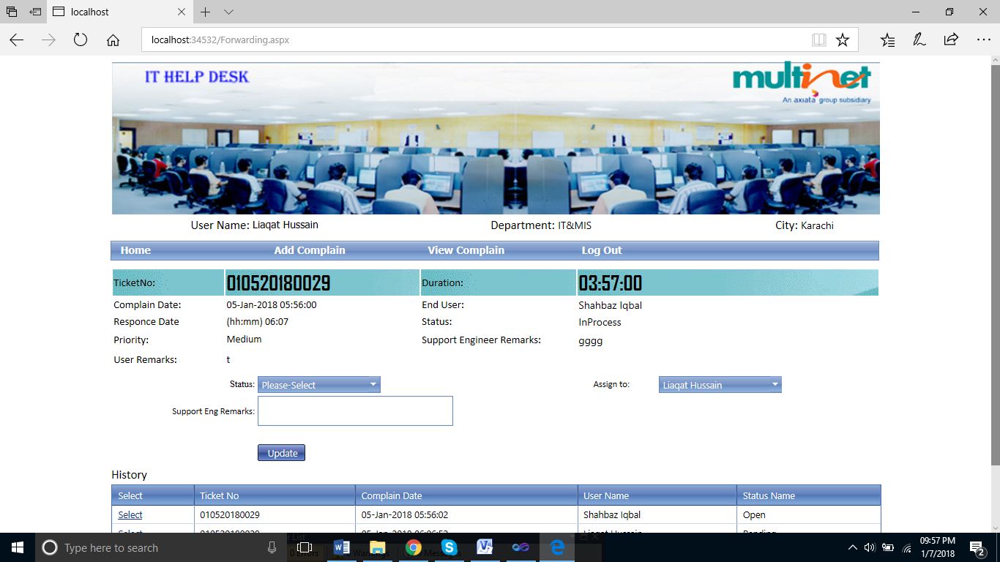 localhost
localhost:34532/Forwarding.aspx
IT HELP DESK
multinet
An axiata group subsidiary
User Name: Liaqat Hussain Department: IT&MIS City: Karachi
Home Add Complain View Complain Log Out
TicketNo: 010520180029 Duration: 03:57:00
Complain Date: 05-Jan-2018 05:56:00 End User: Shahbaz Iqbal
Responce Date (hh:mm) 06:07 Status: InProcess
Priority: Medium Support Engineer Remarks: gggg
User Remarks: t
Status: Please-Select Assign to: Liaqat Hussain
Support Eng Remarks:
Update
History
Select Ticket No Complain Date User Name Status Name
Select 010520180029 05-Jan-2018 05:56:02 Shahbaz Iqbal Open
Type here to search
0 Errors
09:57 PM
1/7/2018
2